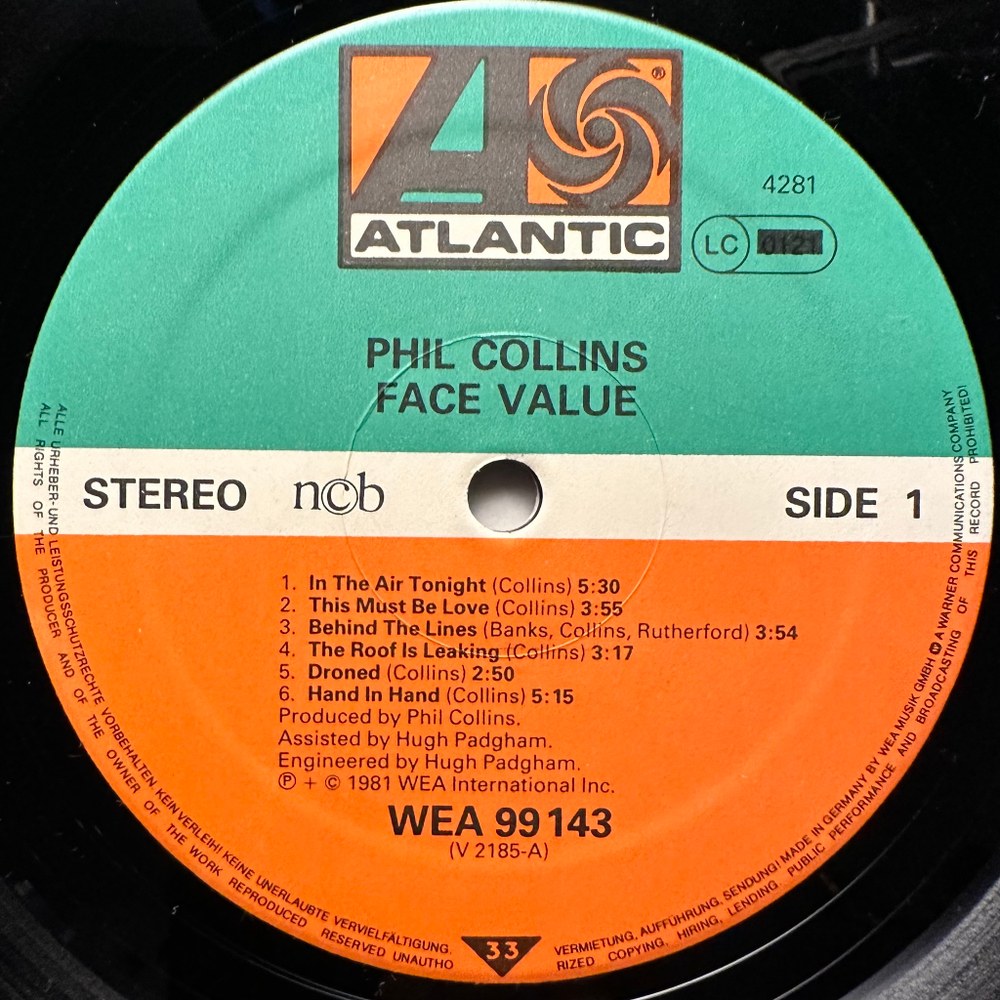 ATLANTIC
®
4281
LC 0121
PHIL COLLINS
FACE VALUE
STEREO ncb SIDE 1
1. In The Air Tonight (Collins) 5:30
2. This Must Be Love (Collins) 3:55
3. Behind The Lines (Banks, Collins, Rutherford) 3:54
4. The Roof Is Leaking (Collins) 3:17
5. Droned (Collins) 2:50
6. Hand In Hand (Collins) 5:15
Produced by Phil Collins.
Assisted by Hugh Padgham.
Engineered by Hugh Padgham.
℗ + © 1981 WEA International Inc.
WEA 99 143
(V 2185-A)
33
ALLE URHEBER- UND LEISTUNGSSCHUTZRECHTE VORBEHALTEN KEIN VERLEIH! KEINE UNERLAUBTE VERVIELFÄLTIGUNG, VERMIETUNG, AUFFÜHRUNG, SENDUNG! MADE IN GERMANY BY WEA MUSIK GMBH A WARNER COMMUNICATIONS COMPANY
ALL RIGHTS OF THE PRODUCER AND OF THE OWNER OF THE WORK REPRODUCED RESERVED UNAUTHORIZED COPYING, HIRING, LENDING, PUBLIC PERFORMANCE AND BROADCASTING OF THIS RECORD PROHIBITED!